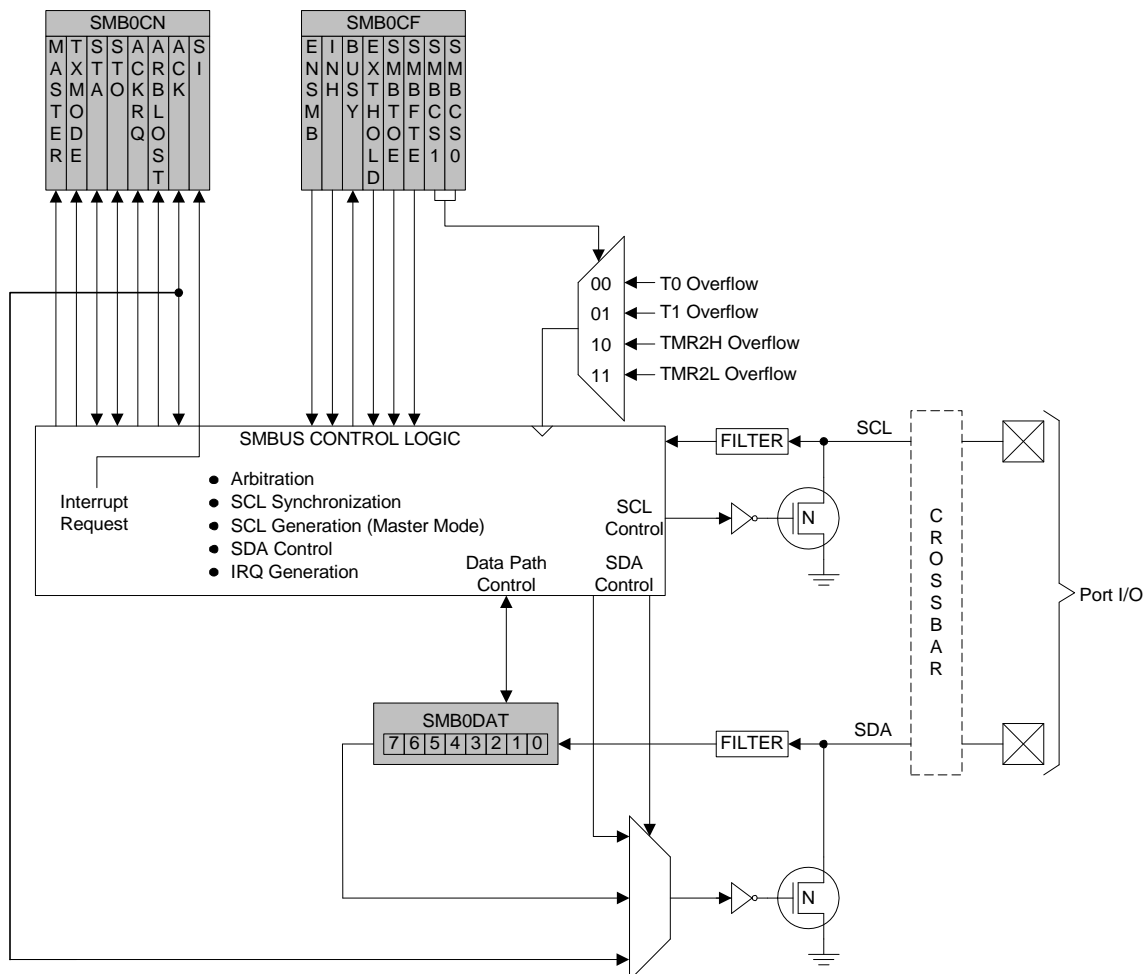 SMB0CN
MASTER
TXMODE
STA
STO
ACKRQ
ARBLOST
ACK
SI
SMB0CF
ENSMB
INH
BUSY
EXTHOLD
SMBTOE
SMBFTE
SMBCS1
SMBCS0
00
T0 Overflow
01
T1 Overflow
10
TMR2H Overflow
11
TMR2L Overflow
SMBUS CONTROL LOGIC
Interrupt
Request
● Arbitration
● SCL Synchronization
● SCL Generation (Master Mode)
● SDA Control
● IRQ Generation
Data Path
Control
SCL
Control
SDA
Control
FILTER
SCL
N
CROSSBAR
Port I/O
SMB0DAT
7 6 5 4 3 2 1 0
FILTER
SDA
N